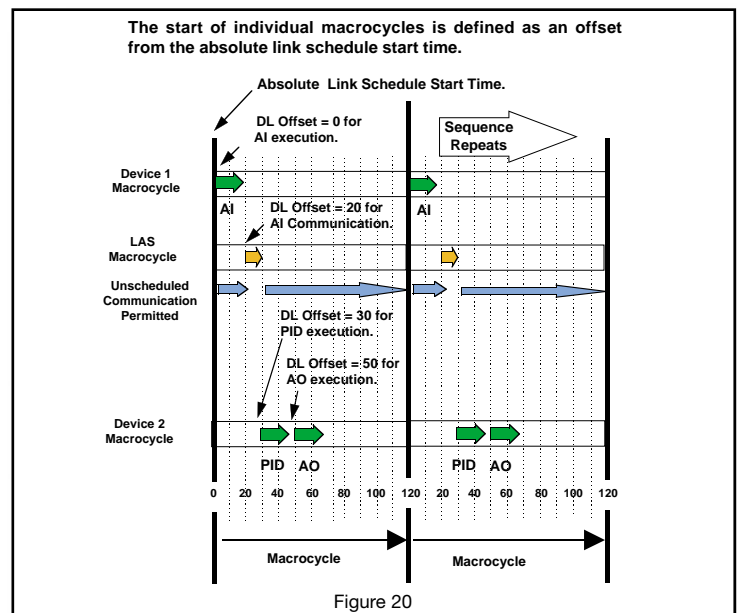 The start of individual macrocycles is defined as an offset
from the absolute link schedule start time.
Absolute Link Schedule Start Time.
DL Offset = 0 for
AI execution.
Sequence
Repeats
Device 1
Macrocycle
AI
AI
DL Offset = 20 for
AI Communication.
LAS
Macrocycle
Unscheduled
Communication
Permitted
DL Offset = 30 for
PID execution.
DL Offset = 50 for
AO execution.
Device 2
Macrocycle
PID AO PID AO
0 20 40 60 80 100 120 20 40 60 80 100 120
Macrocycle Macrocycle
Figure 20